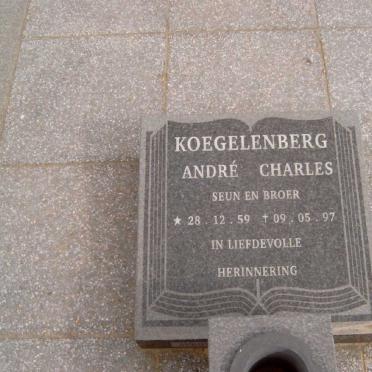 KOEGELENBERG
ANDRÉ CHARLES
SEUN EN BROER
★ 28 . 12 . 59 ✝ 09 . 05 . 97
IN LIEFDEVOLLE
HERINNERING